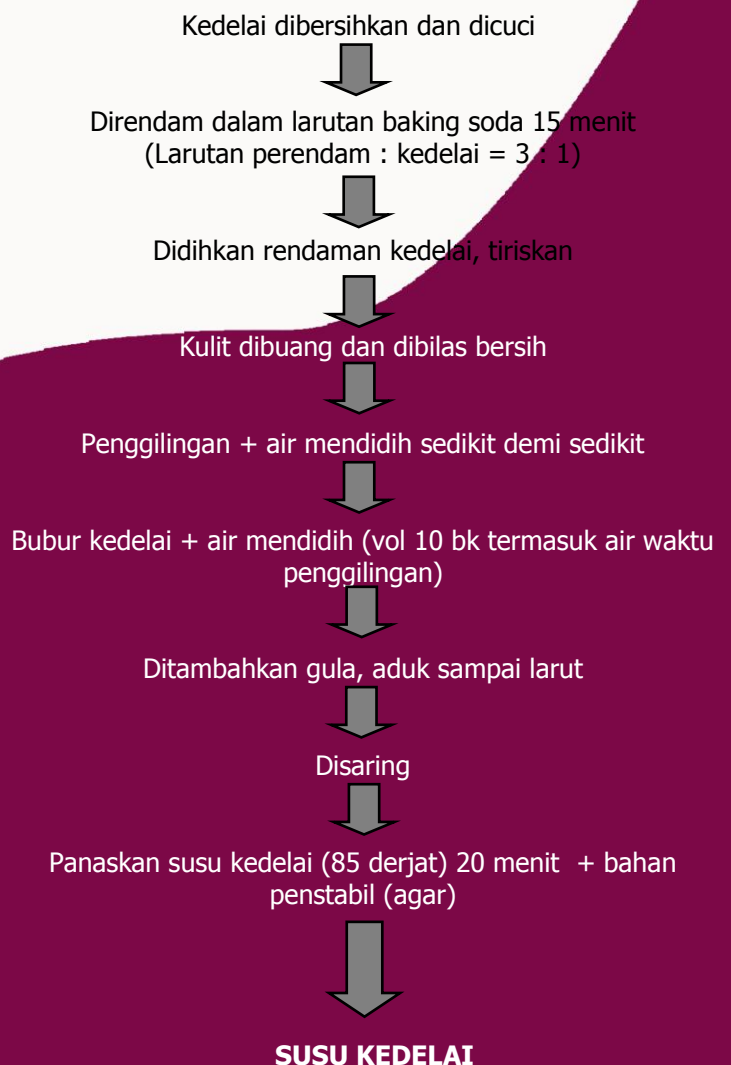 Kedelai dibersihkan dan dicuci
Direndam dalam larutan baking soda 15 menit
(Larutan perendam : kedelai = 3 : 1)
Didihkan rendaman kedelai, tiriskan
Kulit dibuang dan dibilas bersih
Penggilingan + air mendidih sedikit demi sedikit
Bubur kedelai + air mendidih (vol 10 bk termasuk air waktu
penggilingan)
Ditambahkan gula, aduk sampai larut
Disaring
Panaskan susu kedelai (85 derjat) 20 menit + bahan
penstabil (agar)
SUSU KEDELAI